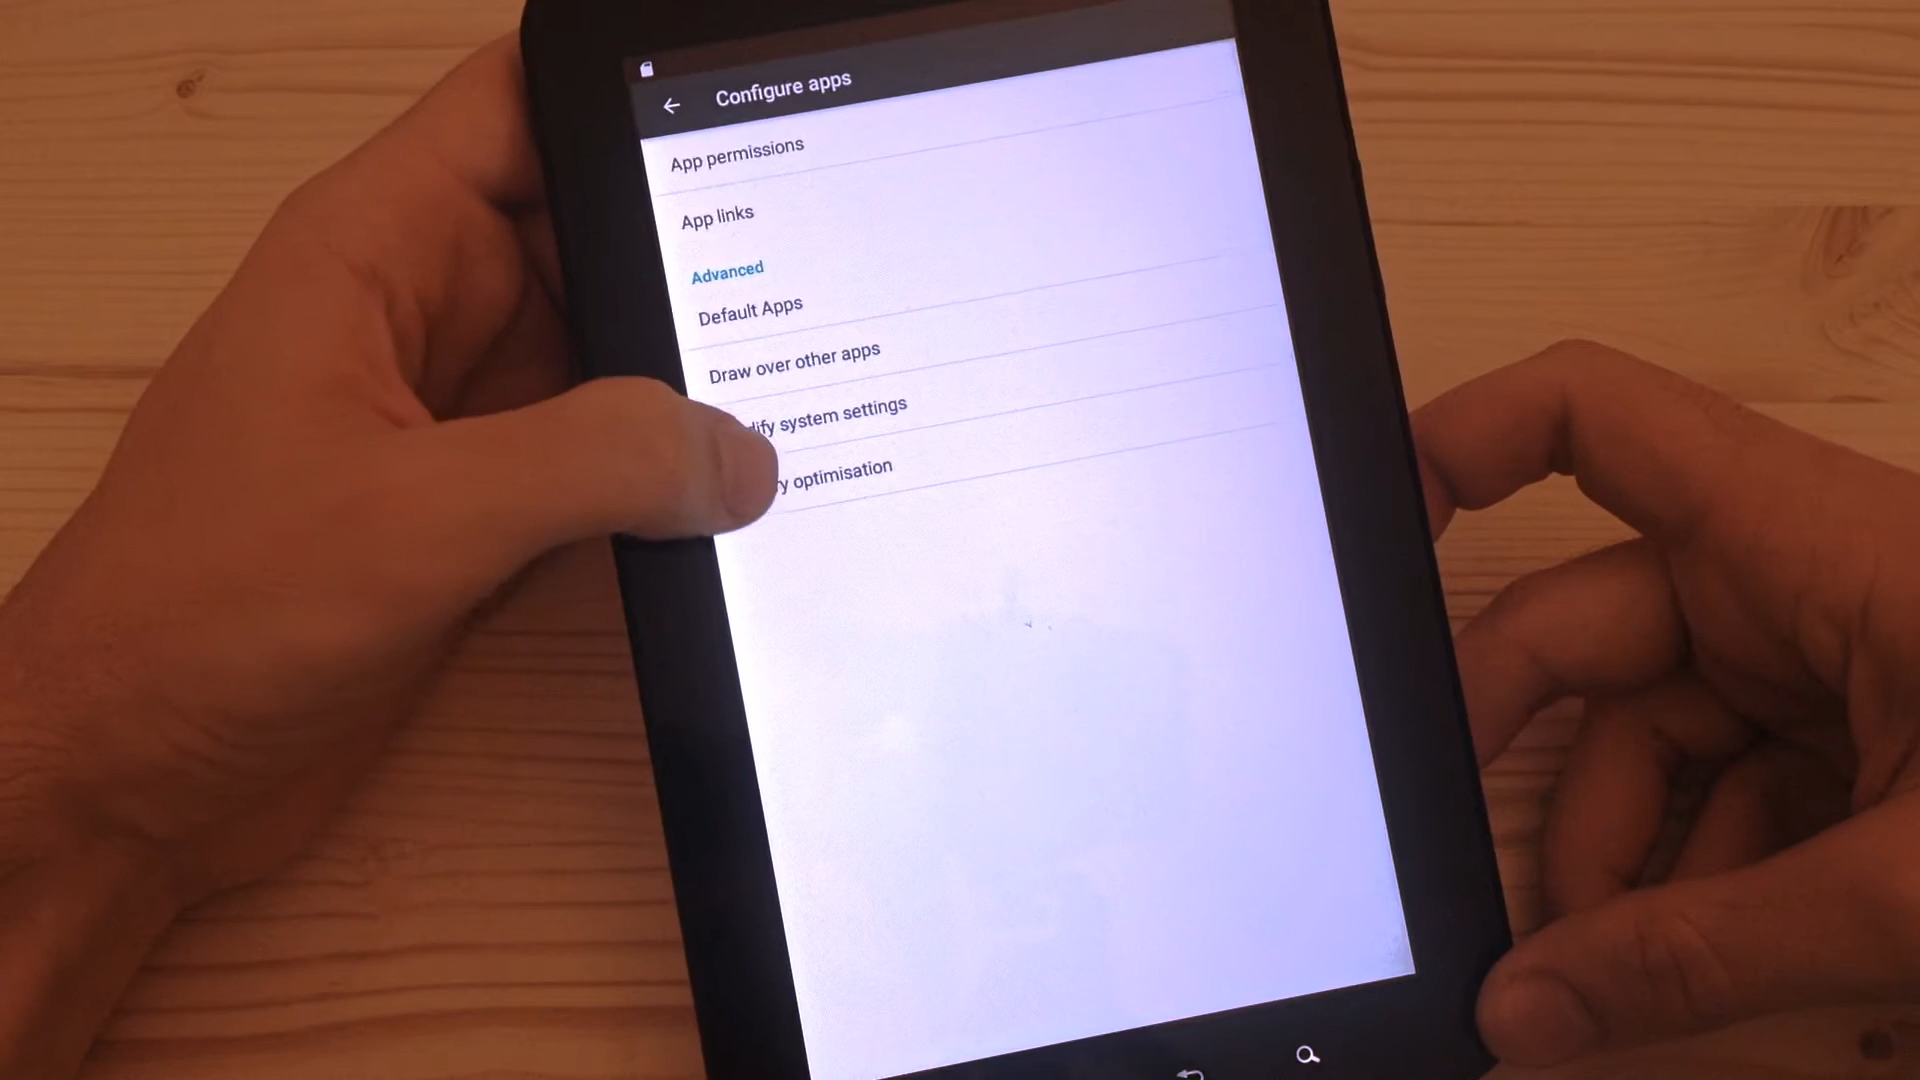 Configure apps
App permissions
App links
Advanced
Default Apps
Draw over other apps
system settings
optimisation